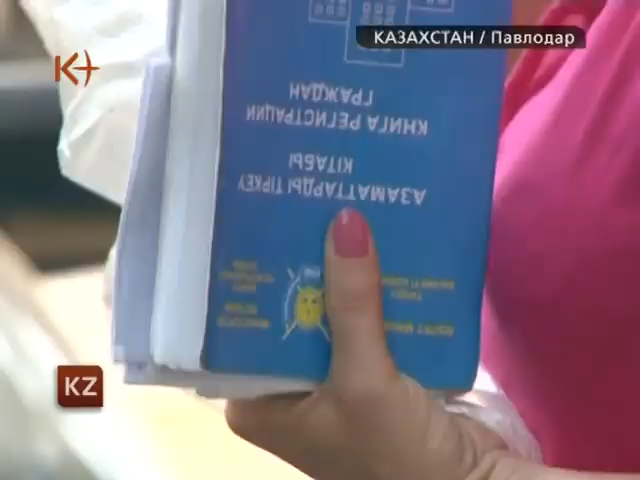 КАЗАХСТАН / Павлодар
K+
АЗАМАТТАРДЫ ТІРКЕУ
КІТАБЫ
КНИГА РЕГИСТРАЦИИ
ГРАЖДАН
KZ